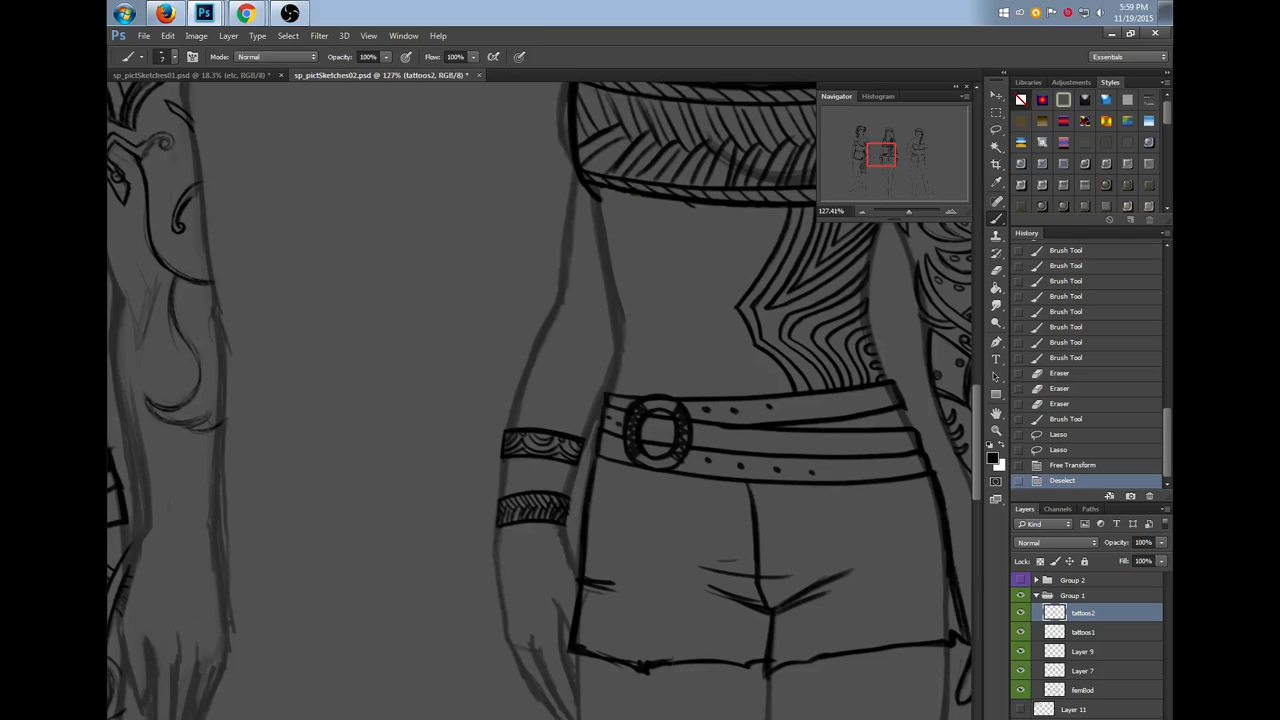 5:59 PM
11/19/2015
Ps File Edit Image Layer Type Select Filter 3D View Window Help
7 Mode: Normal Opacity: 100% Flow: 100% Essentials
sp_pictSketches01.psd @ 18.3% (etc, RGB/8) * × sp_pictSketches02.psd @ 127% (tattoos2, RGB/8) * ×
Libraries Adjustments Styles
Navigator Histogram
127.41%
History
Brush Tool
Brush Tool
Brush Tool
Brush Tool
Brush Tool
Brush Tool
Brush Tool
Brush Tool
Eraser
Eraser
Eraser
Brush Tool
Lasso
Lasso
Free Transform
Deselect
Layers Channels Paths
Kind
Normal Opacity: 100%
Lock: Fill: 100%
Group 2
Group 1
tattoos2
tattoos1
Layer 9
Layer 7
femBod
Layer 11